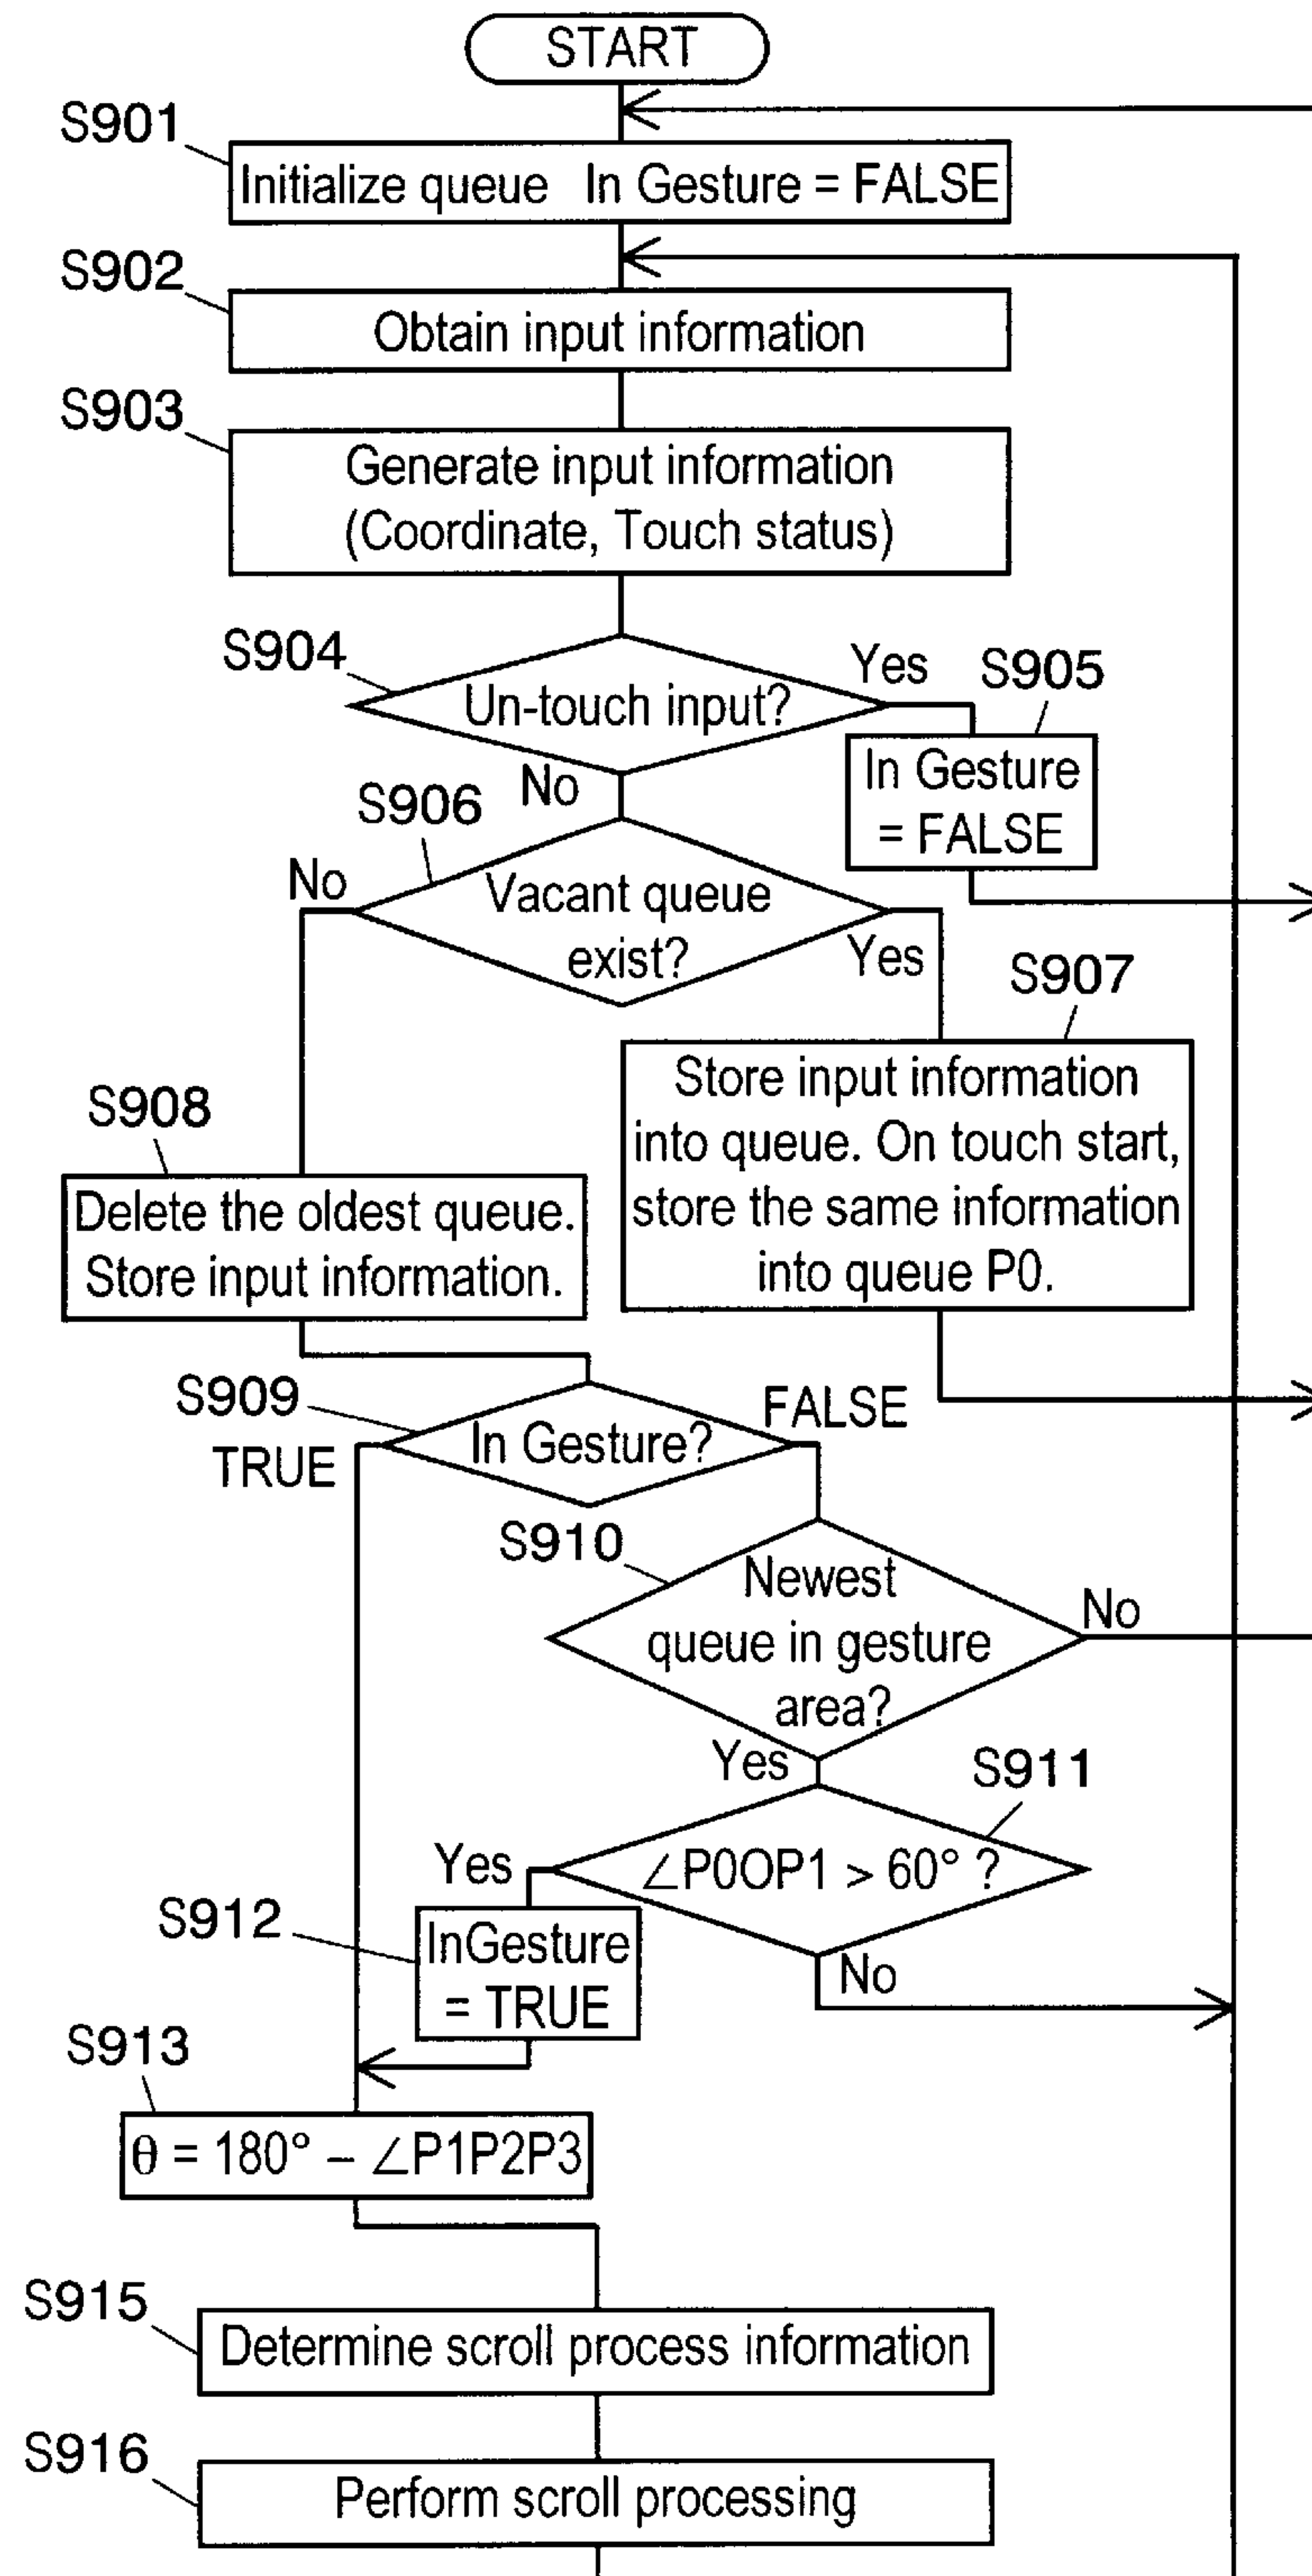 START
S901
Initialize queue In Gesture = FALSE
S902
Obtain input information
S903
Generate input information
(Coordinate, Touch status)
S904
Un-touch input?
Yes
S905
In Gesture
= FALSE
No
S906
Vacant queue
exist?
No
Yes
S907
Store input information
into queue. On touch start,
store the same information
into queue P0.
S908
Delete the oldest queue.
Store input information.
S909
In Gesture?
FALSE
TRUE
S910
Newest
queue in gesture
area?
No
Yes
S911
∠P0OP1 > 60° ?
Yes
S912
InGesture
= TRUE
No
S913
θ = 180° – ∠P1P2P3
S915
Determine scroll process information
S916
Perform scroll processing